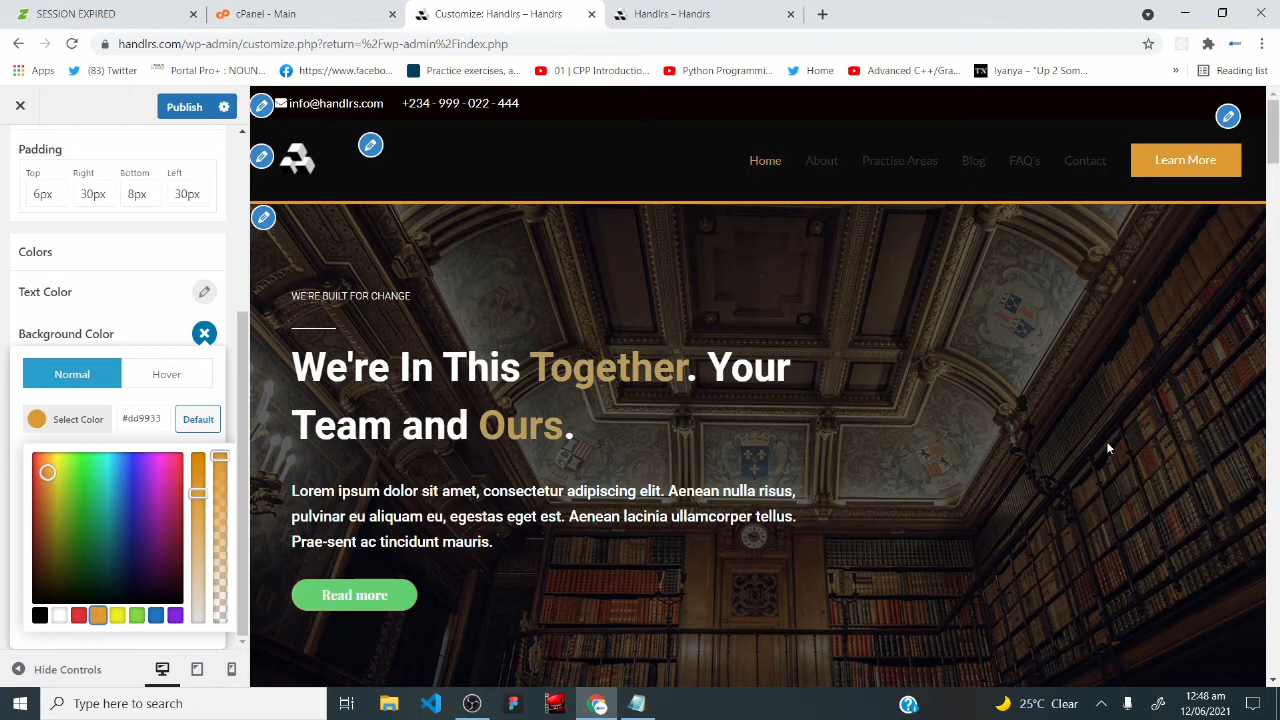 SESSION EXPIRED
cPanel – Domains
Customize: Handlrs – Handlrs
Handlrs – Handlrs
handlrs.com/wp-admin/customize.php?return=%2Fwp-admin%2Findex.php
Apps
(83) Twitter
Portal Pro+ : NOUN...
https://www.facebo...
Practice exercises, a...
01 | CPP Introductio...
Python Programmi...
Home
Advanced C++/Gra...
TX
Iyanya – "Up 2 Som...
»
Reading list
Publish
info@handlrs.com
+234 - 999 - 022 - 444
Padding
Top
Right
Bottom
Left
6px
30px
8px
30px
Home
About
Practise Areas
Blog
FAQ's
Contact
Learn More
Colors
Text Color
Background Color
Normal
Hover
Select Color
#dd9933
Default
WE'RE BUILT FOR CHANGE
We're In This Together. Your
Team and Ours.
Lorem ipsum dolor sit amet, consectetur adipiscing elit. Aenean nulla risus,
pulvinar eu aliquam eu, egestas eget est. Aenean lacinia ullamcorper tellus.
Prae-sent ac tincidunt mauris.
Read more
Hide Controls
Type here to search
25°C Clear
12:48 am
12/06/2021